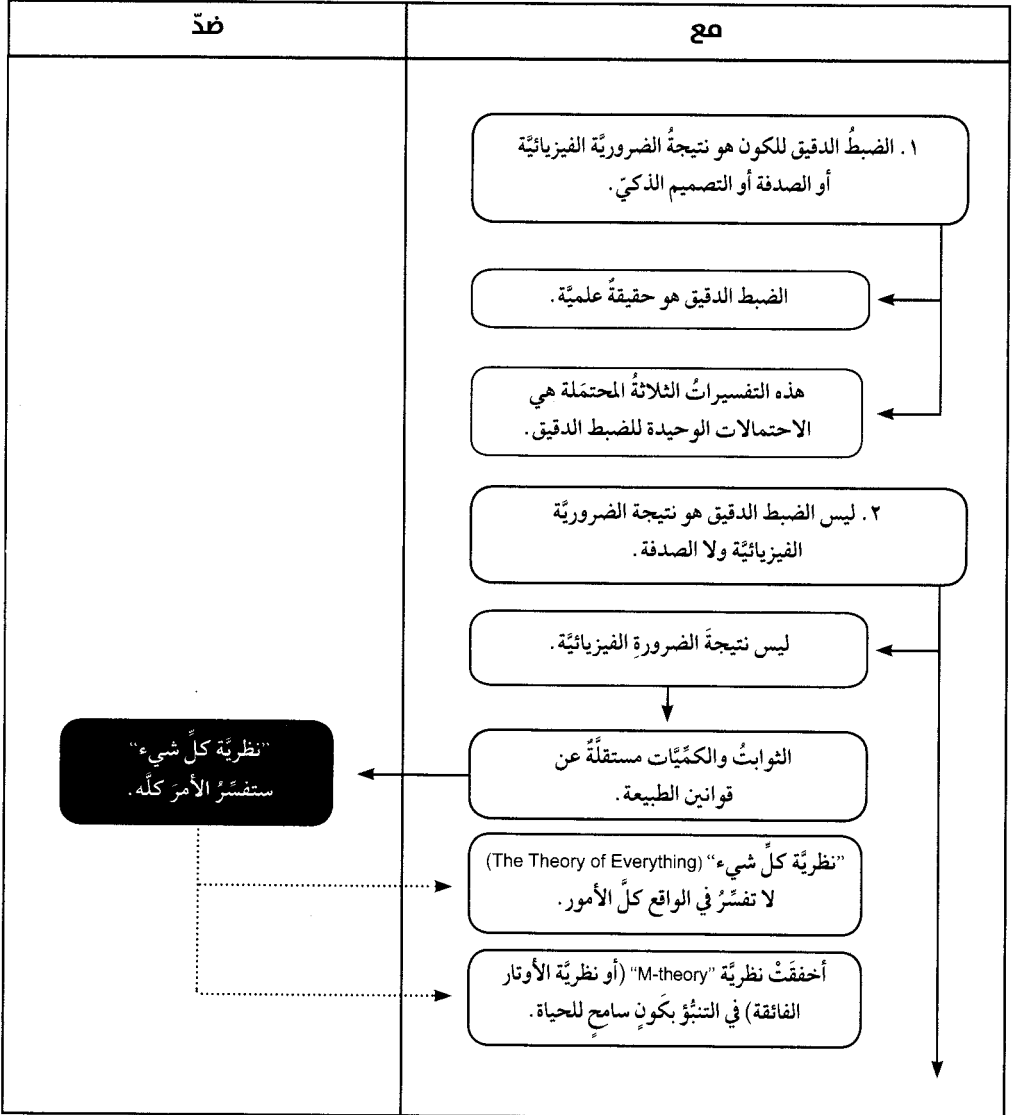 مع
ضدّ
١. الضبطُ الدقيق للكون هو نتيجةُ الضروريَّة الفيزيائيَّة
أو الصدفة أو التصميم الذكيّ.
الضبط الدقيق هو حقيقةٌ علميَّة.
هذه التفسيراتُ الثلاثةُ المحتمَلة هي
الاحتمالات الوحيدة للضبط الدقيق.
٢. ليس الضبط الدقيق هو نتيجة الضروريَّة
الفيزيائيَّة ولا الصدفة.
ليس نتيجةَ الضرورةِ الفيزيائيَّة.
الثوابتُ والكمِّيَّات مستقلَّةٌ عن
قوانين الطبيعة.
“نظريَّة كلِّ شيء”
ستفسِّرُ الأمرَ كلَّه.
“نظريَّة كلِّ شيء” (The Theory of Everything)
لا تفسِّرُ في الواقع كلَّ الأمور.
أخفقَتْ نظريَّة "M-theory" (أو نظريَّة الأوتار
الفائقة) في التنبُّؤ بكَونٍ سامحٍ للحياة.